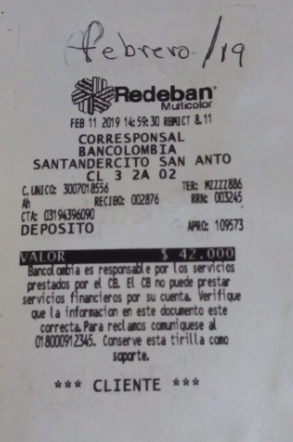 febrero/19
Redeban
Multicolor
FEB 11 2019 14:59:30 RBMICT 8.11
CORRESPONSAL
BANCOLOMBIA
SANTANDERCITO SAN ANTO
CL 3 2A 02
C.UNICO: 3007018556 TER: MZZZZ886
Ah RECIBO: 002876 RRN: 003245
CTA: 03194396090
DEPOSITO APRO: 109573
VALOR $ 42.000
Bancolombia es responsable por los servicios
prestados por el CB. El CB no puede prestar
servicios financieros por su cuenta. Verifique
que la informacion en este documento este
correcta.Para reclamos comuniquese al
018000912345. Conserve esta tirilla como
soporte.
*** CLIENTE ***